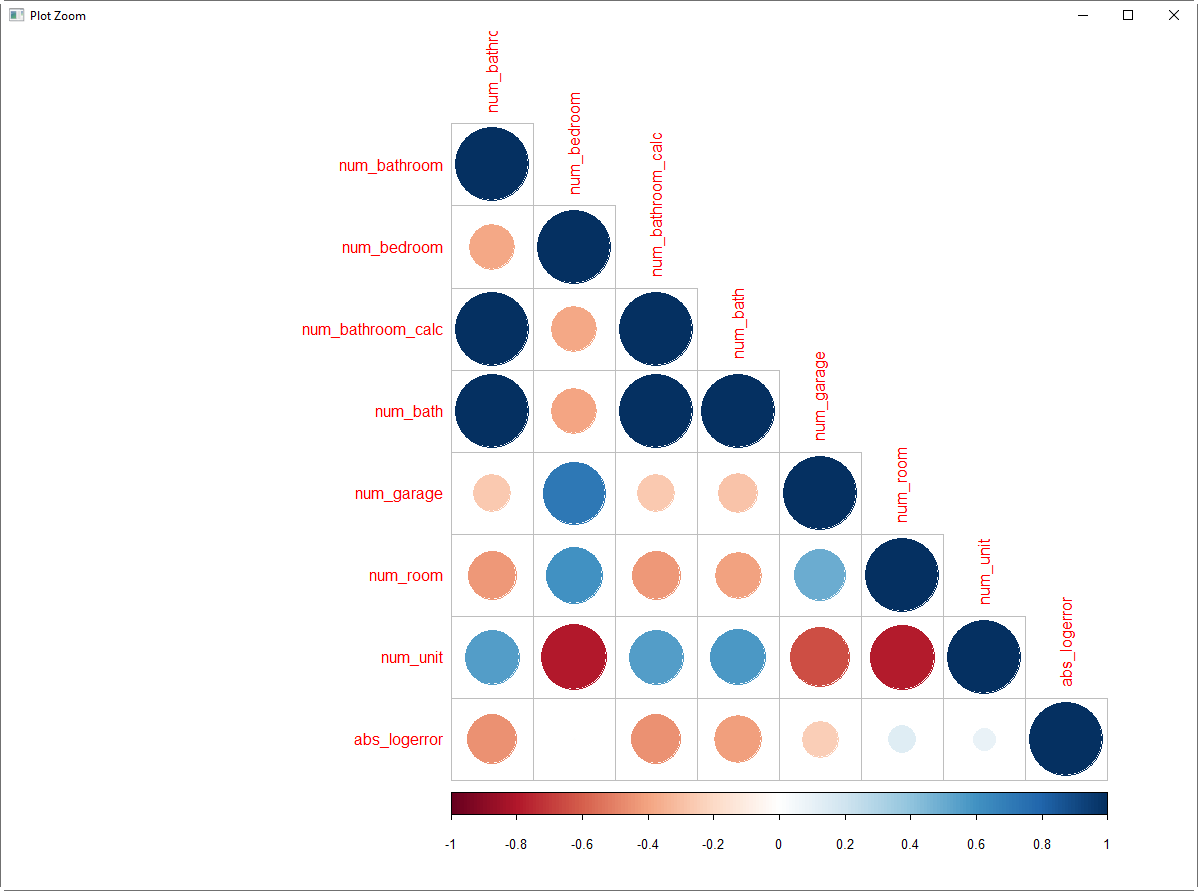 Plot Zoom
num_bathrc
num_bedroom
num_bathroom_calc
num_bath
num_garage
num_room
num_unit
abs_logerror
num_bathroom
num_bedroom
num_bathroom_calc
num_bath
num_garage
num_room
num_unit
abs_logerror
-1 -0.8 -0.6 -0.4 -0.2 0 0.2 0.4 0.6 0.8 1